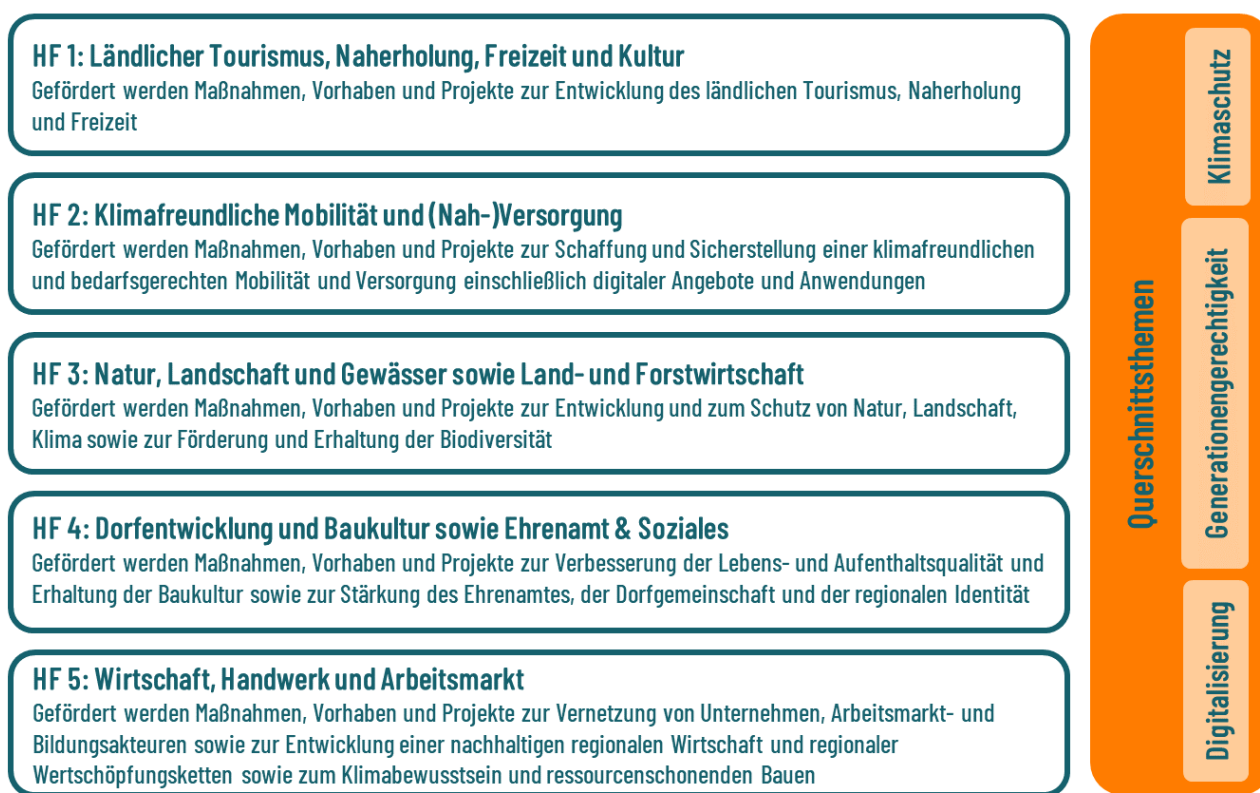 HF 1: Ländlicher Tourismus, Naherholung, Freizeit und Kultur
Gefördert werden Maßnahmen, Vorhaben und Projekte zur Entwicklung des ländlichen Tourismus, Naherholung
und Freizeit
HF 2: Klimafreundliche Mobilität und (Nah-)Versorgung
Gefördert werden Maßnahmen, Vorhaben und Projekte zur Schaffung und Sicherstellung einer klimafreundlichen
und bedarfsgerechten Mobilität und Versorgung einschließlich digitaler Angebote und Anwendungen
HF 3: Natur, Landschaft und Gewässer sowie Land- und Forstwirtschaft
Gefördert werden Maßnahmen, Vorhaben und Projekte zur Entwicklung und zum Schutz von Natur, Landschaft,
Klima sowie zur Förderung und Erhaltung der Biodiversität
HF 4: Dorfentwicklung und Baukultur sowie Ehrenamt & Soziales
Gefördert werden Maßnahmen, Vorhaben und Projekte zur Verbesserung der Lebens- und Aufenthaltsqualität und
Erhaltung der Baukultur sowie zur Stärkung des Ehrenamtes, der Dorfgemeinschaft und der regionalen Identität
HF 5: Wirtschaft, Handwerk und Arbeitsmarkt
Gefördert werden Maßnahmen, Vorhaben und Projekte zur Vernetzung von Unternehmen, Arbeitsmarkt- und
Bildungsakteuren sowie zur Entwicklung einer nachhaltigen regionalen Wirtschaft und regionaler
Wertschöpfungsketten sowie zum Klimabewusstsein und ressourcenschonenden Bauen
Querschnittsthemen
Klimaschutz
Generationengerechtigkeit
Digitalisierung